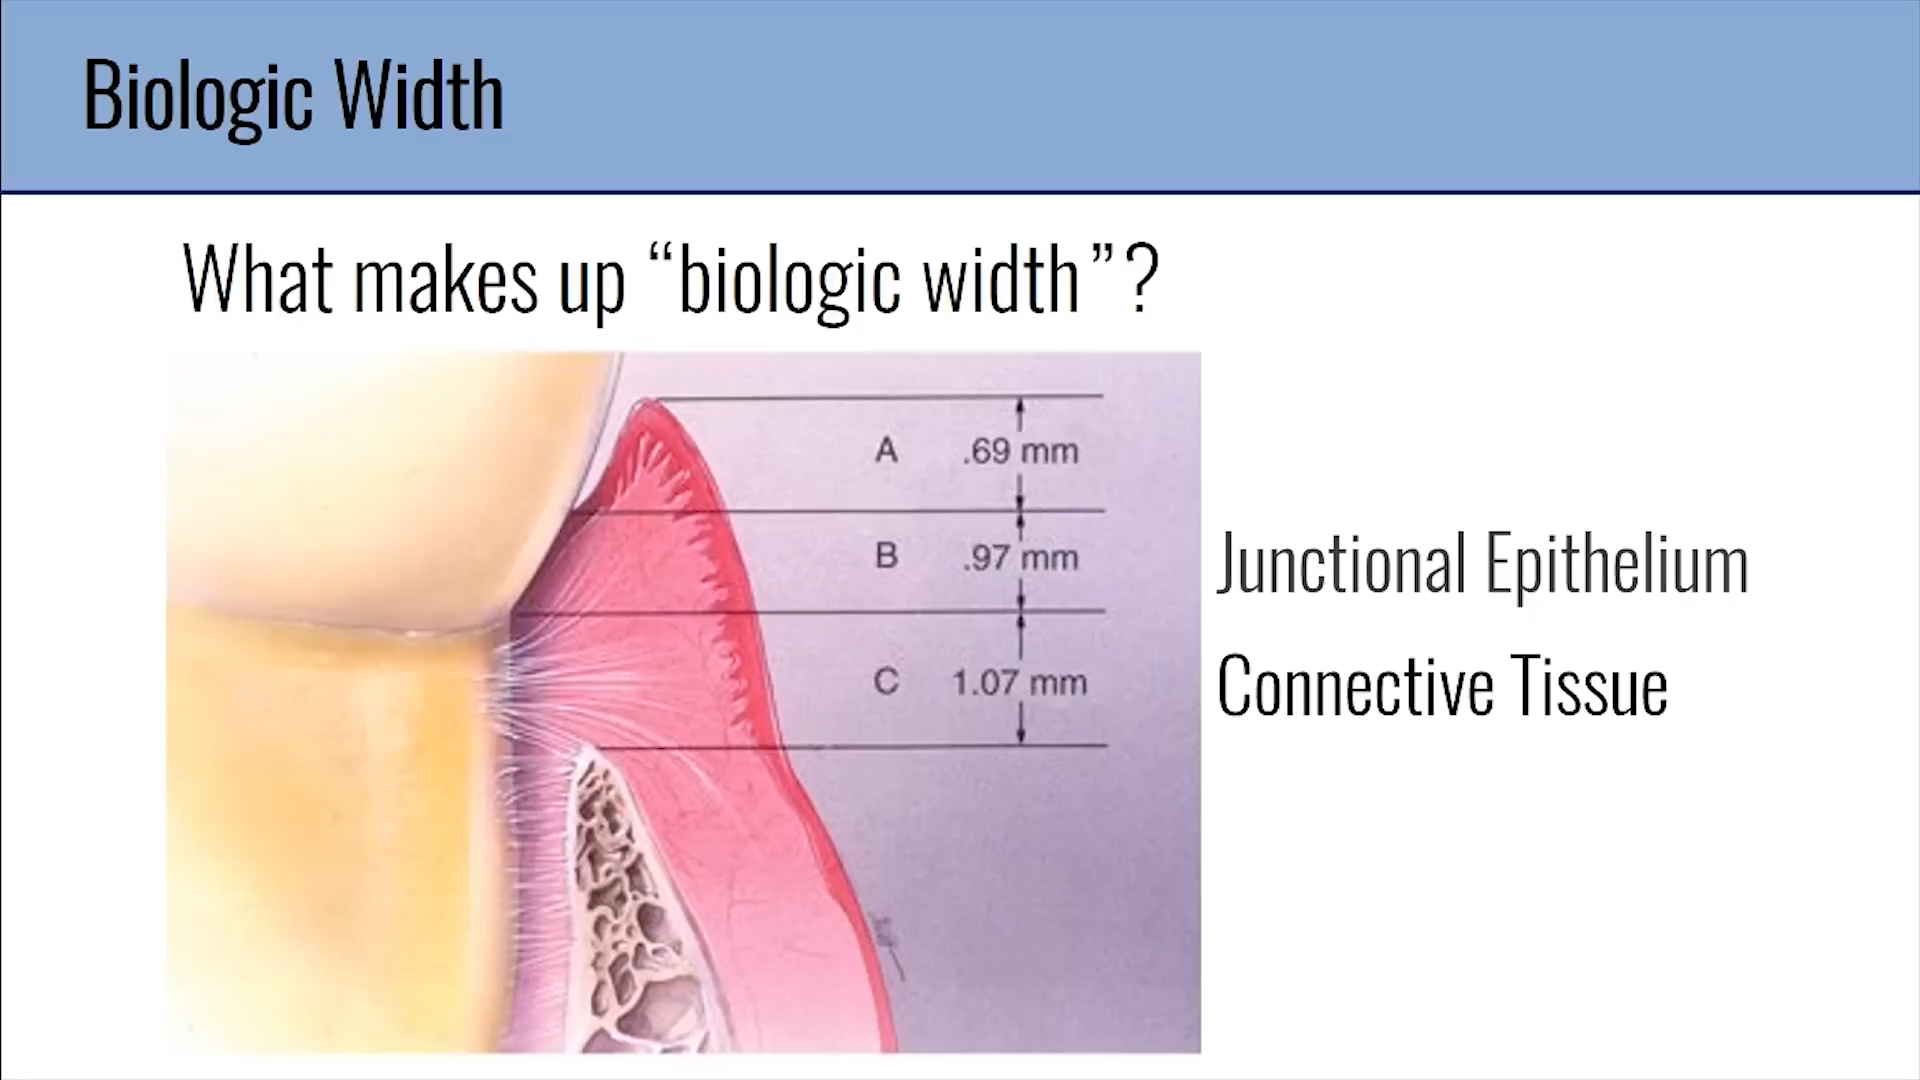 Biologic Width
What makes up “biologic width”?
A .69 mm
B .97 mm
Junctional Epithelium
C 1.07 mm
Connective Tissue